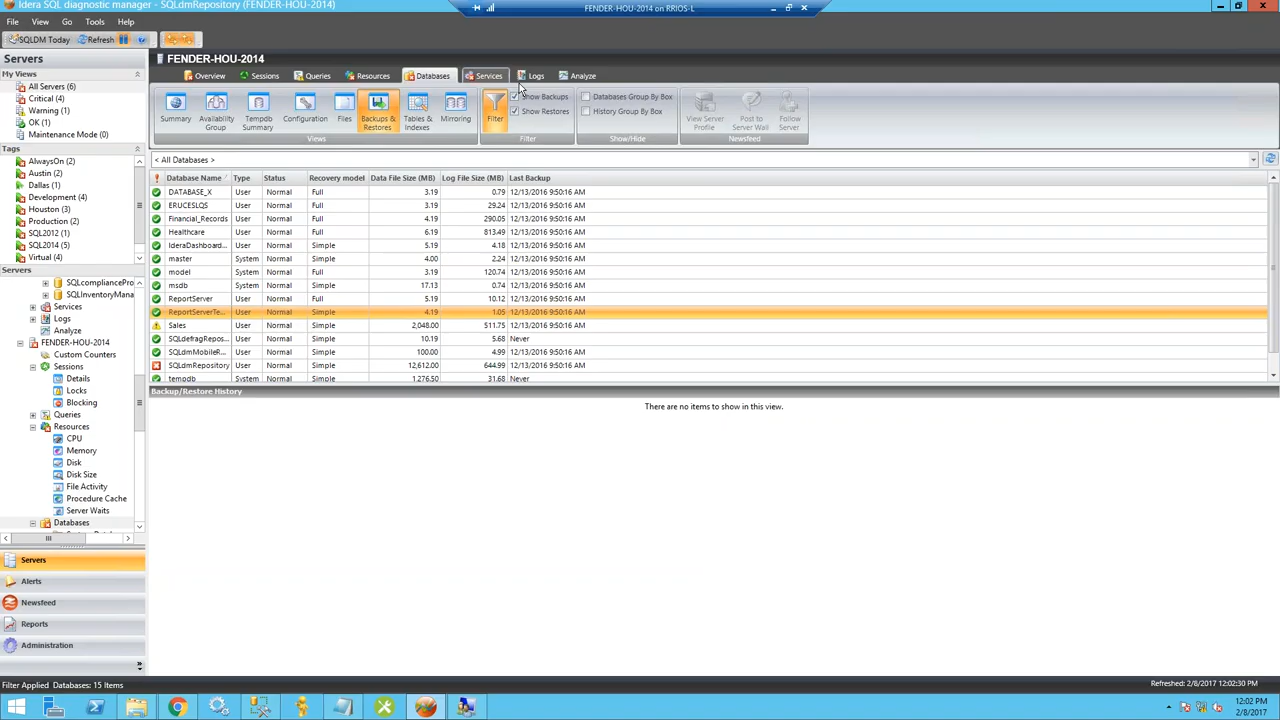 Idera SQL diagnostic manager - SQLdmRepository (FENDER-HOU-2014)
FENDER-HOU-2014 on RRIOS-L
File View Go Tools Help
SQLDM Today Refresh
Servers
FENDER-HOU-2014
My Views
Overview Sessions Queries Resources Databases Services Logs Analyze
All Servers (6)
Critical (4)
Warning (1)
OK (1)
Maintenance Mode (0)
Summary
Availability Group
Tempdb Summary
Configuration
Files
Backups & Restores
Tables & Indexes
Mirroring
Views
Filter
Show Backups
Show Restores
Filter
Databases Group By Box
History Group By Box
Show/Hide
View Server Profile
Post to Server Wall
Follow Server
Newsfeed
Tags
AlwaysOn (2)
Austin (2)
Dallas (1)
Development (4)
Houston (3)
Production (2)
SQL2012 (1)
SQL2014 (5)
Virtual (4)
< All Databases >
Database Name Type Status Recovery model Data File Size (MB) Log File Size (MB) Last Backup
DATABASE_X User Normal Full 3.19 0.79 12/13/2016 9:50:16 AM
ERUCESLQS User Normal Full 3.19 29.24 12/13/2016 9:50:16 AM
Financial_Records User Normal Full 4.19 290.05 12/13/2016 9:50:16 AM
Healthcare User Normal Full 6.19 813.49 12/13/2016 9:50:16 AM
IderaDashboard... User Normal Simple 5.19 4.18 12/13/2016 9:50:16 AM
master System Normal Simple 4.00 2.24 12/13/2016 9:50:16 AM
model System Normal Full 3.19 120.74 12/13/2016 9:50:16 AM
msdb System Normal Simple 17.13 0.74 12/13/2016 9:50:16 AM
ReportServer User Normal Full 5.19 10.12 12/13/2016 9:50:16 AM
ReportServerTe... User Normal Simple 4.19 1.05 12/13/2016 9:50:16 AM
Sales User Normal Simple 2,048.00 511.75 12/13/2016 9:50:16 AM
SQLdefragRepos... User Normal Simple 10.19 5.68 Never
SQLdmMobileR... User Normal Simple 100.00 4.99 12/13/2016 9:50:16 AM
SQLdmRepository User Normal Simple 12,612.00 644.99 12/13/2016 9:50:16 AM
tempdb System Normal Simple 1,276.50 31.68 Never
Backup/Restore History
There are no items to show in this view.
Servers
SQLcompliancePro
SQLInventoryMana
Services
Logs
Analyze
FENDER-HOU-2014
Custom Counters
Sessions
Details
Locks
Blocking
Queries
Resources
CPU
Memory
Disk
Disk Size
File Activity
Procedure Cache
Server Waits
Databases
Servers
Alerts
Newsfeed
Reports
Administration
Filter Applied Databases: 15 Items
Refreshed: 2/8/2017 12:02:30 PM
12:02 PM
2/8/2017